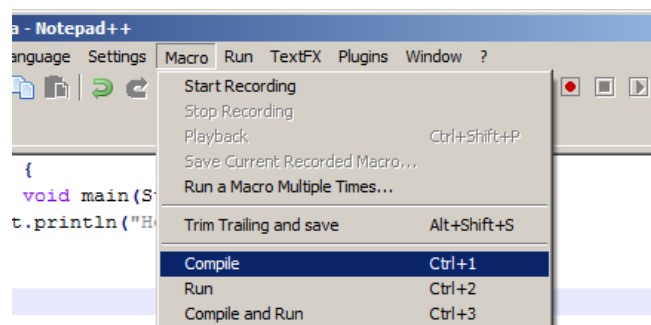 a - Notepad++
anguage Settings Macro Run TextFX Plugins Window ?
Start Recording
Stop Recording
Playback Ctrl+Shift+P
Save Current Recorded Macro...
{
Run a Macro Multiple Times...
void main(S
t.println("H
Trim Trailing and save Alt+Shift+S
Compile Ctrl+1
Run Ctrl+2
Compile and Run Ctrl+3